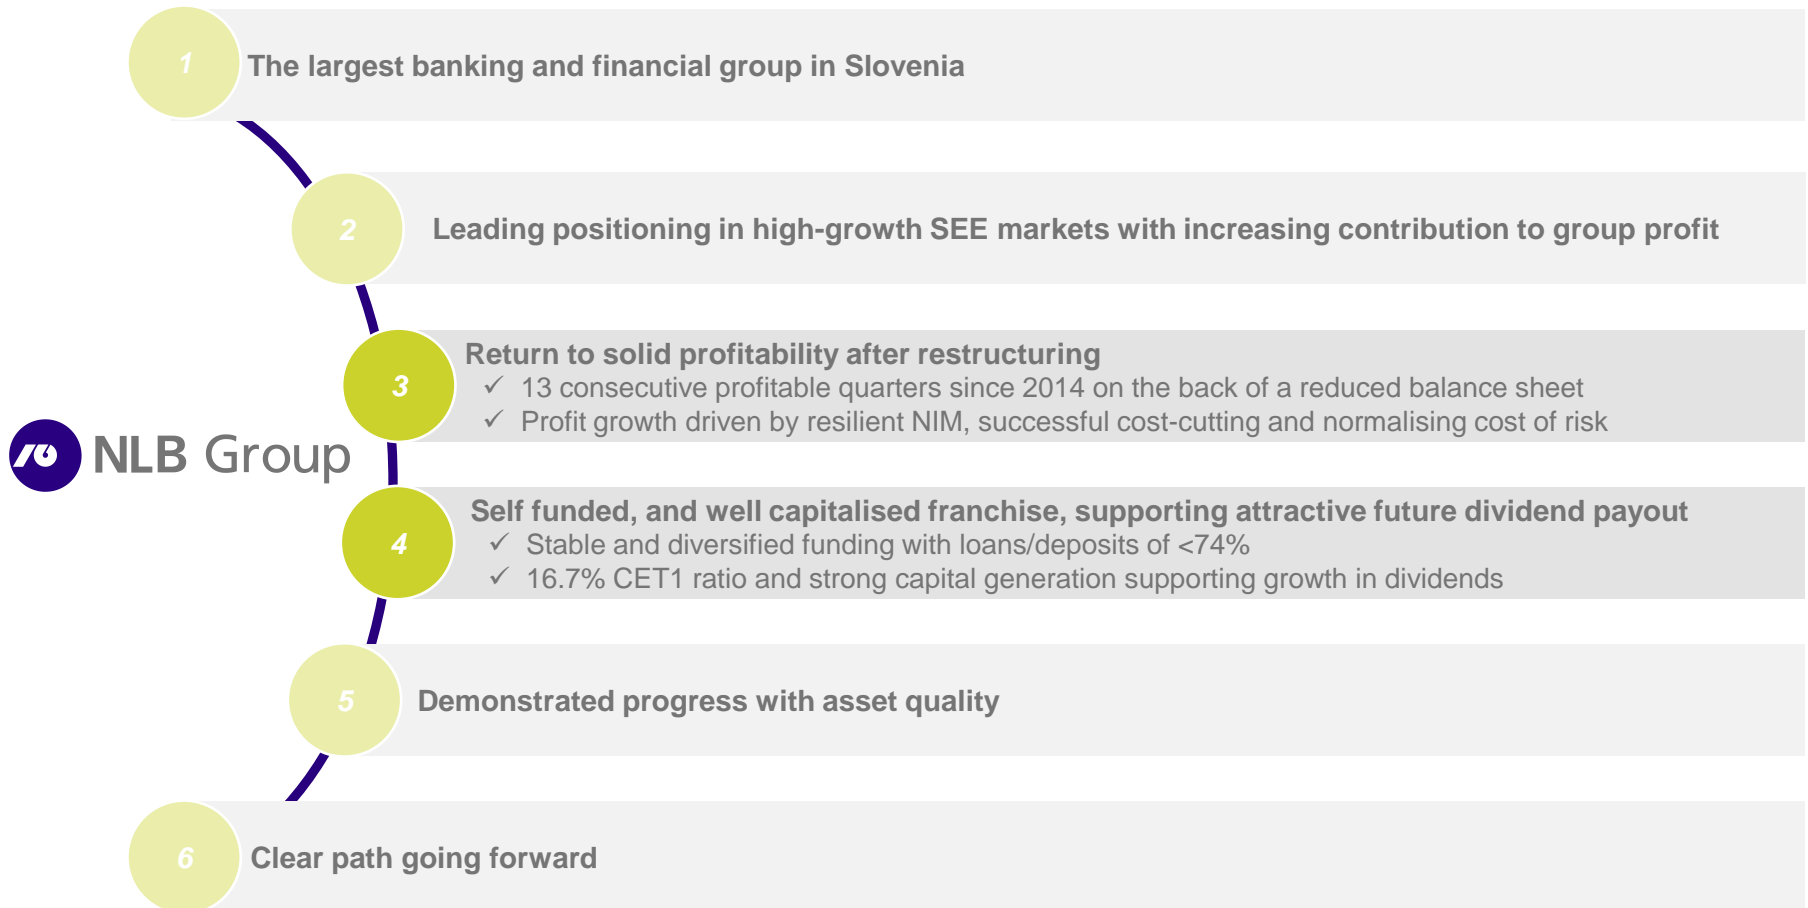 1
The largest banking and financial group in Slovenia
2
Leading positioning in high-growth SEE markets with increasing contribution to group profit
3
Return to solid profitability after restructuring
✓ 13 consecutive profitable quarters since 2014 on the back of a reduced balance sheet
✓ Profit growth driven by resilient NIM, successful cost-cutting and normalising cost of risk
NLB Group
4
Self funded, and well capitalised franchise, supporting attractive future dividend payout
✓ Stable and diversified funding with loans/deposits of <74%
✓ 16.7% CET1 ratio and strong capital generation supporting growth in dividends
5
Demonstrated progress with asset quality
6
Clear path going forward